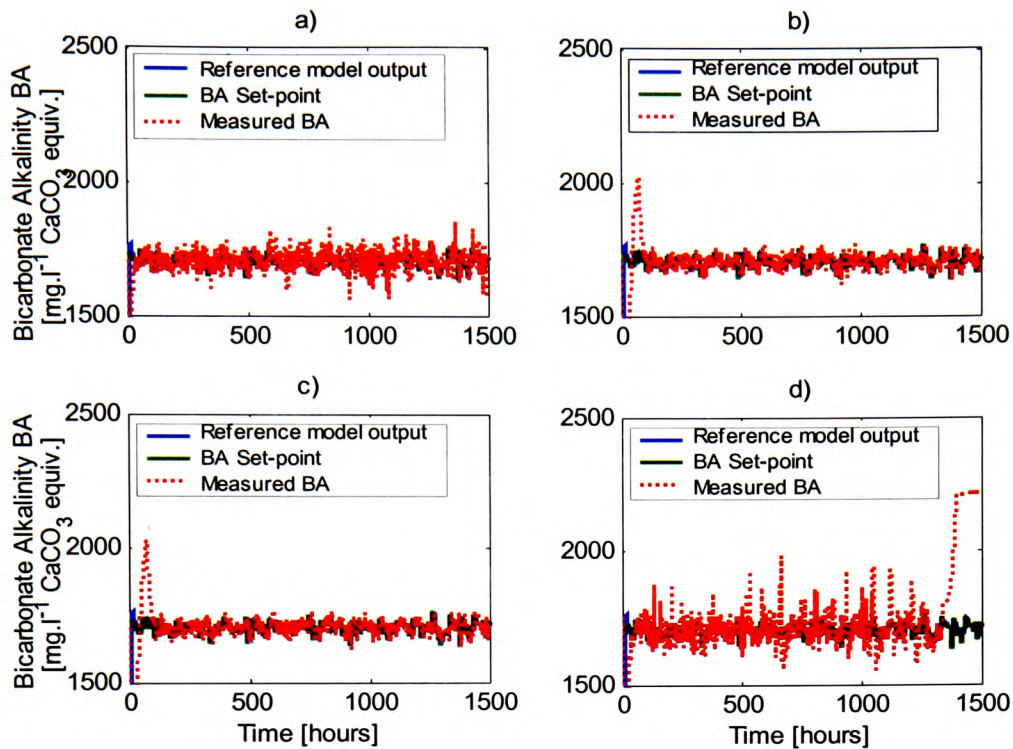 a)
2500
2000
1500
0
500
1000
1500
Bicarbonate Alkalinity BA
[mg.l-1 CaCO3 equiv.]
Reference model output
BA Set-point
Measured BA
b)
2500
2000
1500
0
500
1000
1500
Reference model output
BA Set-point
Measured BA
c)
2500
2000
1500
0
500
1000
1500
Bicarbonate Alkalinity BA
[mg.l-1 CaCO3 equiv.]
Time [hours]
Reference model output
BA Set-point
Measured BA
d)
2500
2000
1500
0
500
1000
1500
Time [hours]
Reference model output
BA Set-point
Measured BA